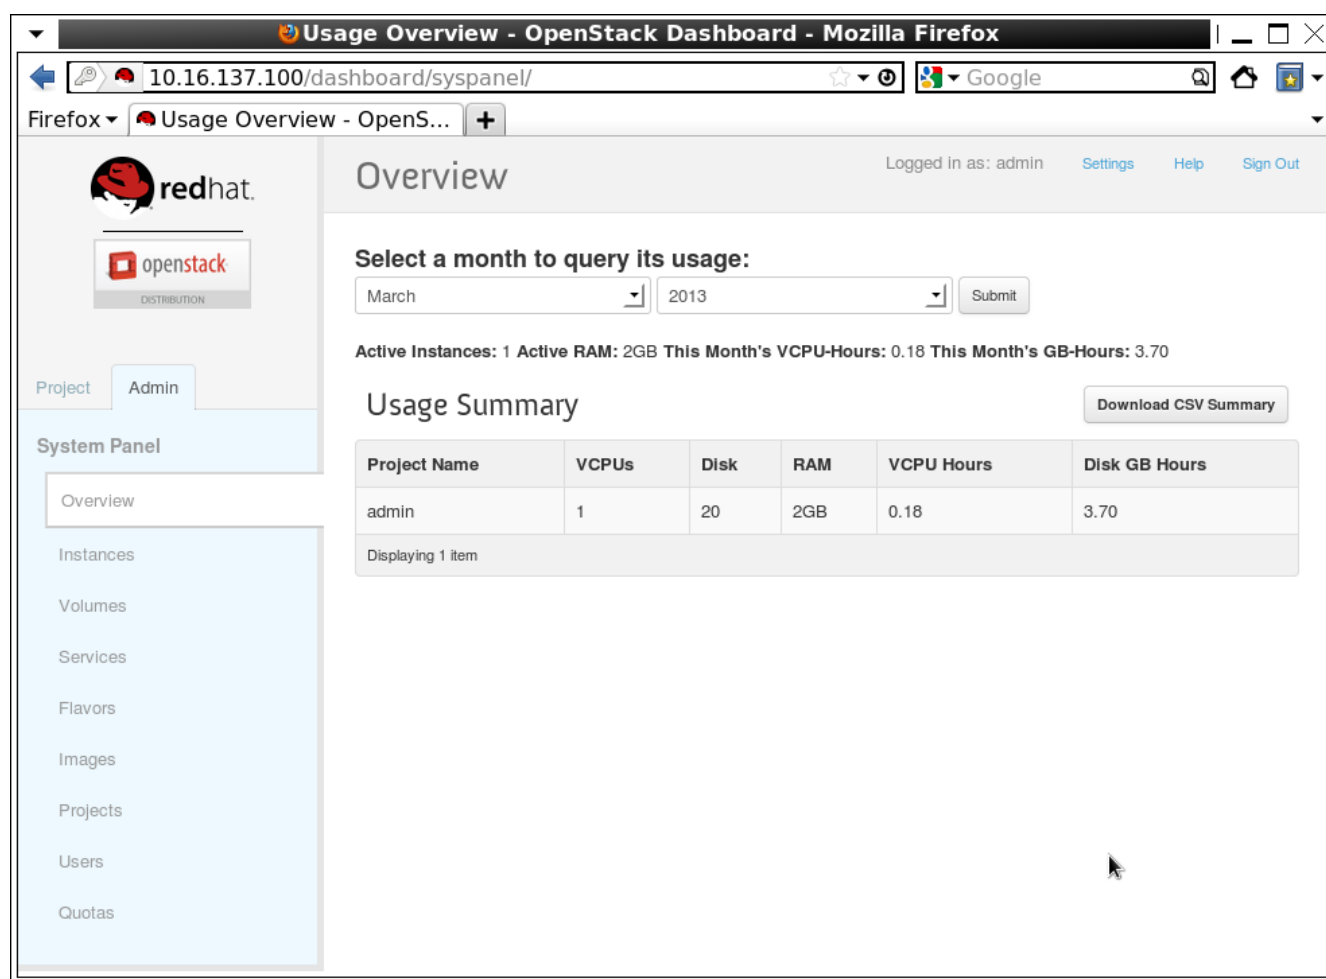 Usage Overview - OpenStack Dashboard - Mozilla Firefox
10.16.137.100/dashboard/syspanel/
Google
Firefox
Usage Overview - OpenS...
redhat.
openstack
DISTRIBUTION
Project
Admin
System Panel
Overview
Instances
Volumes
Services
Flavors
Images
Projects
Users
Quotas
Overview
Logged in as: admin
Settings
Help
Sign Out
Select a month to query its usage:
March
2013
Submit
Active Instances: 1 Active RAM: 2GB This Month's VCPU-Hours: 0.18 This Month's GB-Hours: 3.70
Usage Summary
Download CSV Summary
Project Name VCPUs Disk RAM VCPU Hours Disk GB Hours
admin 1 20 2GB 0.18 3.70
Displaying 1 item